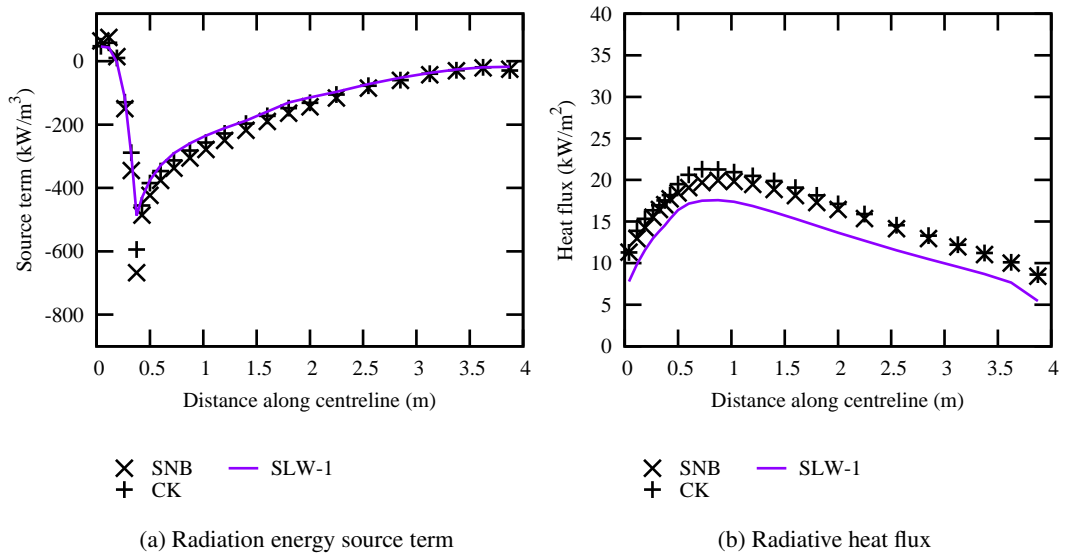 0
-200
-400
-600
-800
Source term (kW/m³)
0 0.5 1 1.5 2 2.5 3 3.5 4
Distance along centreline (m)
SNB
CK
SLW-1
(a) Radiation energy source term
40
35
30
25
20
15
10
5
0
Heat flux (kW/m²)
0 0.5 1 1.5 2 2.5 3 3.5 4
Distance along centreline (m)
SNB
CK
SLW-1
(b) Radiative heat flux